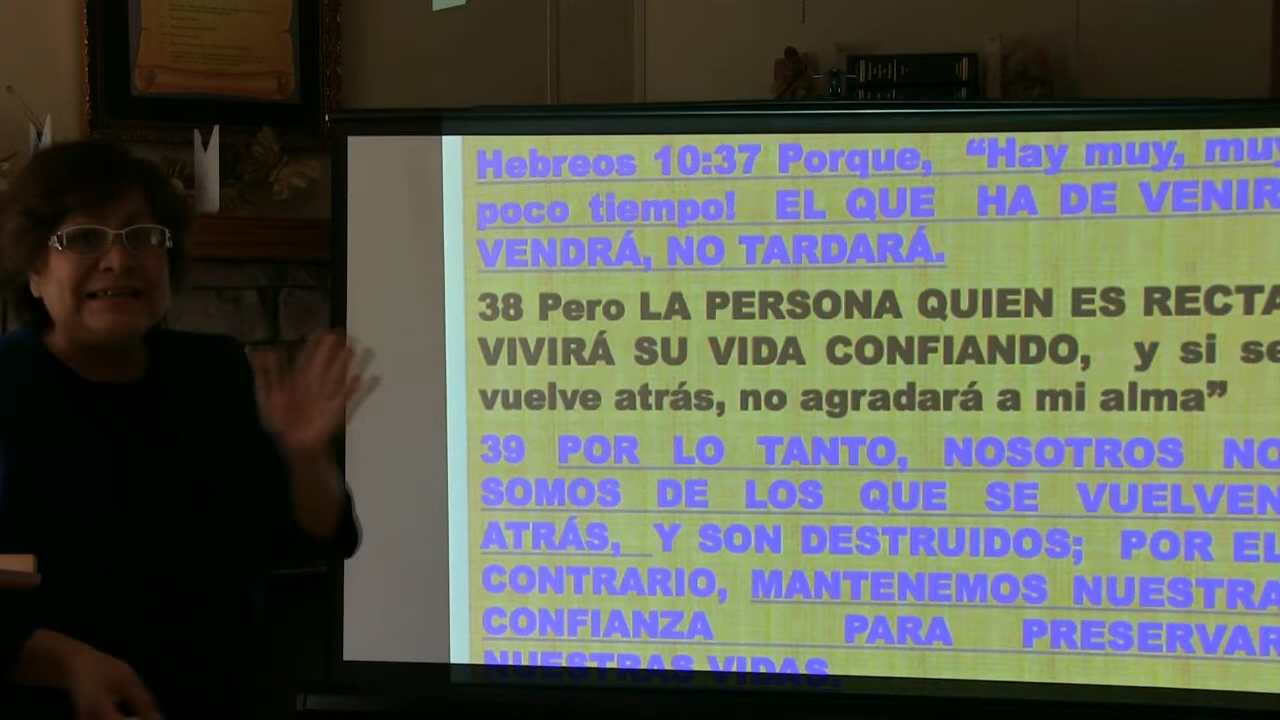 Hebreos 10:37 Porque, “Hay muy, muy
poco tiempo! EL QUE HA DE VENIR
VENDRÁ, NO TARDARÁ.
38 Pero LA PERSONA QUIEN ES RECTA
VIVIRÁ SU VIDA CONFIANDO, y si se
vuelve atrás, no agradará a mi alma”
39 POR LO TANTO, NOSOTROS NO
SOMOS DE LOS QUE SE VUELVEN
ATRÁS, Y SON DESTRUIDOS; POR EL
CONTRARIO, MANTENEMOS NUESTRA
CONFIANZA PARA PRESERVAR
NUESTRAS VIDAS.